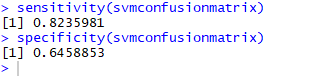 > sensitivity(svmconfusionmatrix)
[1] 0.8235981
> specificity(svmconfusionmatrix)
[1] 0.6458853
>